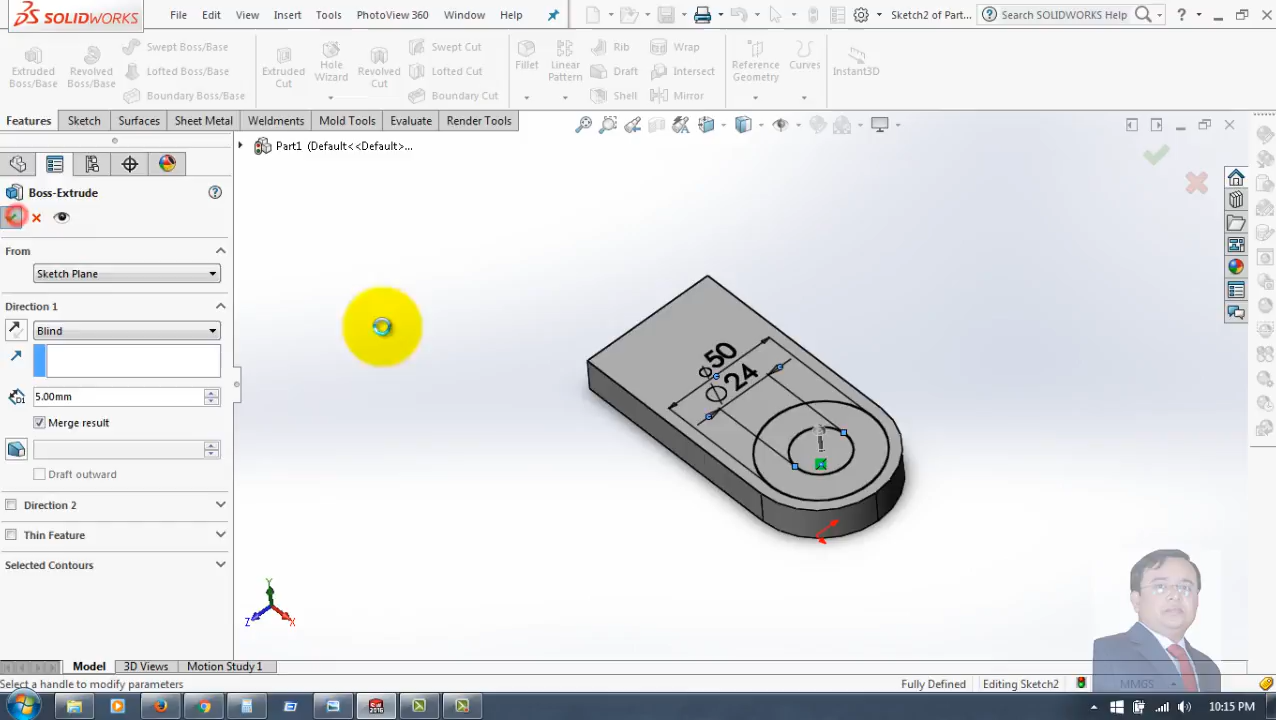 SOLIDWORKS File Edit View Insert Tools PhotoView 360 Window Help Sketch2 of Part... Search SOLIDWORKS Help ?
Extruded Boss/Base Revolved Boss/Base Swept Boss/Base Lofted Boss/Base Boundary Boss/Base Extruded Cut Hole Wizard Revolved Cut Swept Cut Lofted Cut Boundary Cut Fillet Linear Pattern Rib Draft Shell Wrap Intersect Mirror Reference Geometry Curves Instant3D
Features Sketch Surfaces Sheet Metal Weldments Mold Tools Evaluate Render Tools
Part1 (Default<<Default>...
Boss-Extrude ?
From
Sketch Plane
Direction 1
Blind
5.00mm
Merge result
Draft outward
Direction 2
Thin Feature
Selected Contours
⌀50
⌀24
Y
Z X
Model 3D Views Motion Study 1
Select a handle to modify parameters Fully Defined Editing Sketch2 MMGS
2016 10:15 PM